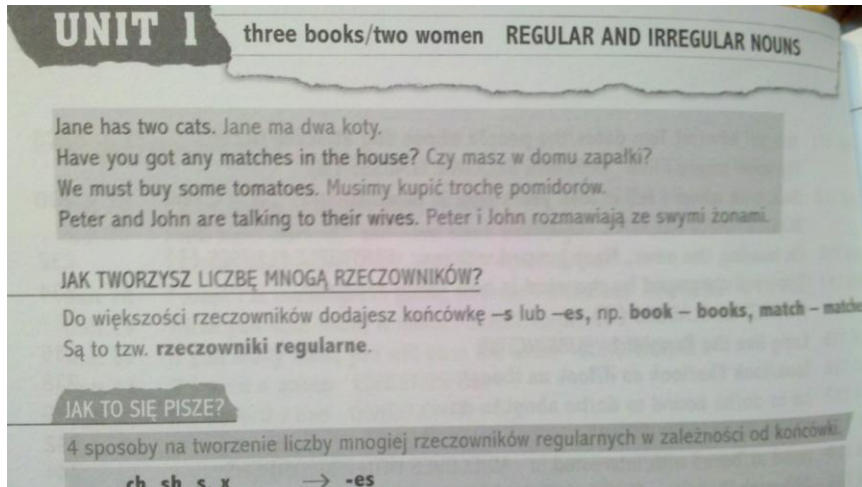 UNIT 1 three books/two women REGULAR AND IRREGULAR NOUNS
Jane has two cats. Jane ma dwa koty.
Have you got any matches in the house? Czy masz w domu zapałki?
We must buy some tomatoes. Musimy kupić trochę pomidorów.
Peter and John are talking to their wives. Peter i John rozmawiają ze swymi żonami.
JAK TWORZYSZ LICZBĘ MNOGĄ RZECZOWNIKÓW?
Do większości rzeczowników dodajesz końcówkę –s lub –es, np. book – books, match –
Są to tzw. rzeczowniki regularne.
JAK TO SIĘ PISZE?
4 sposoby na tworzenie liczby mnogiej rzeczowników regularnych w zależności od końcówki.
ch, sh, s, x → -es